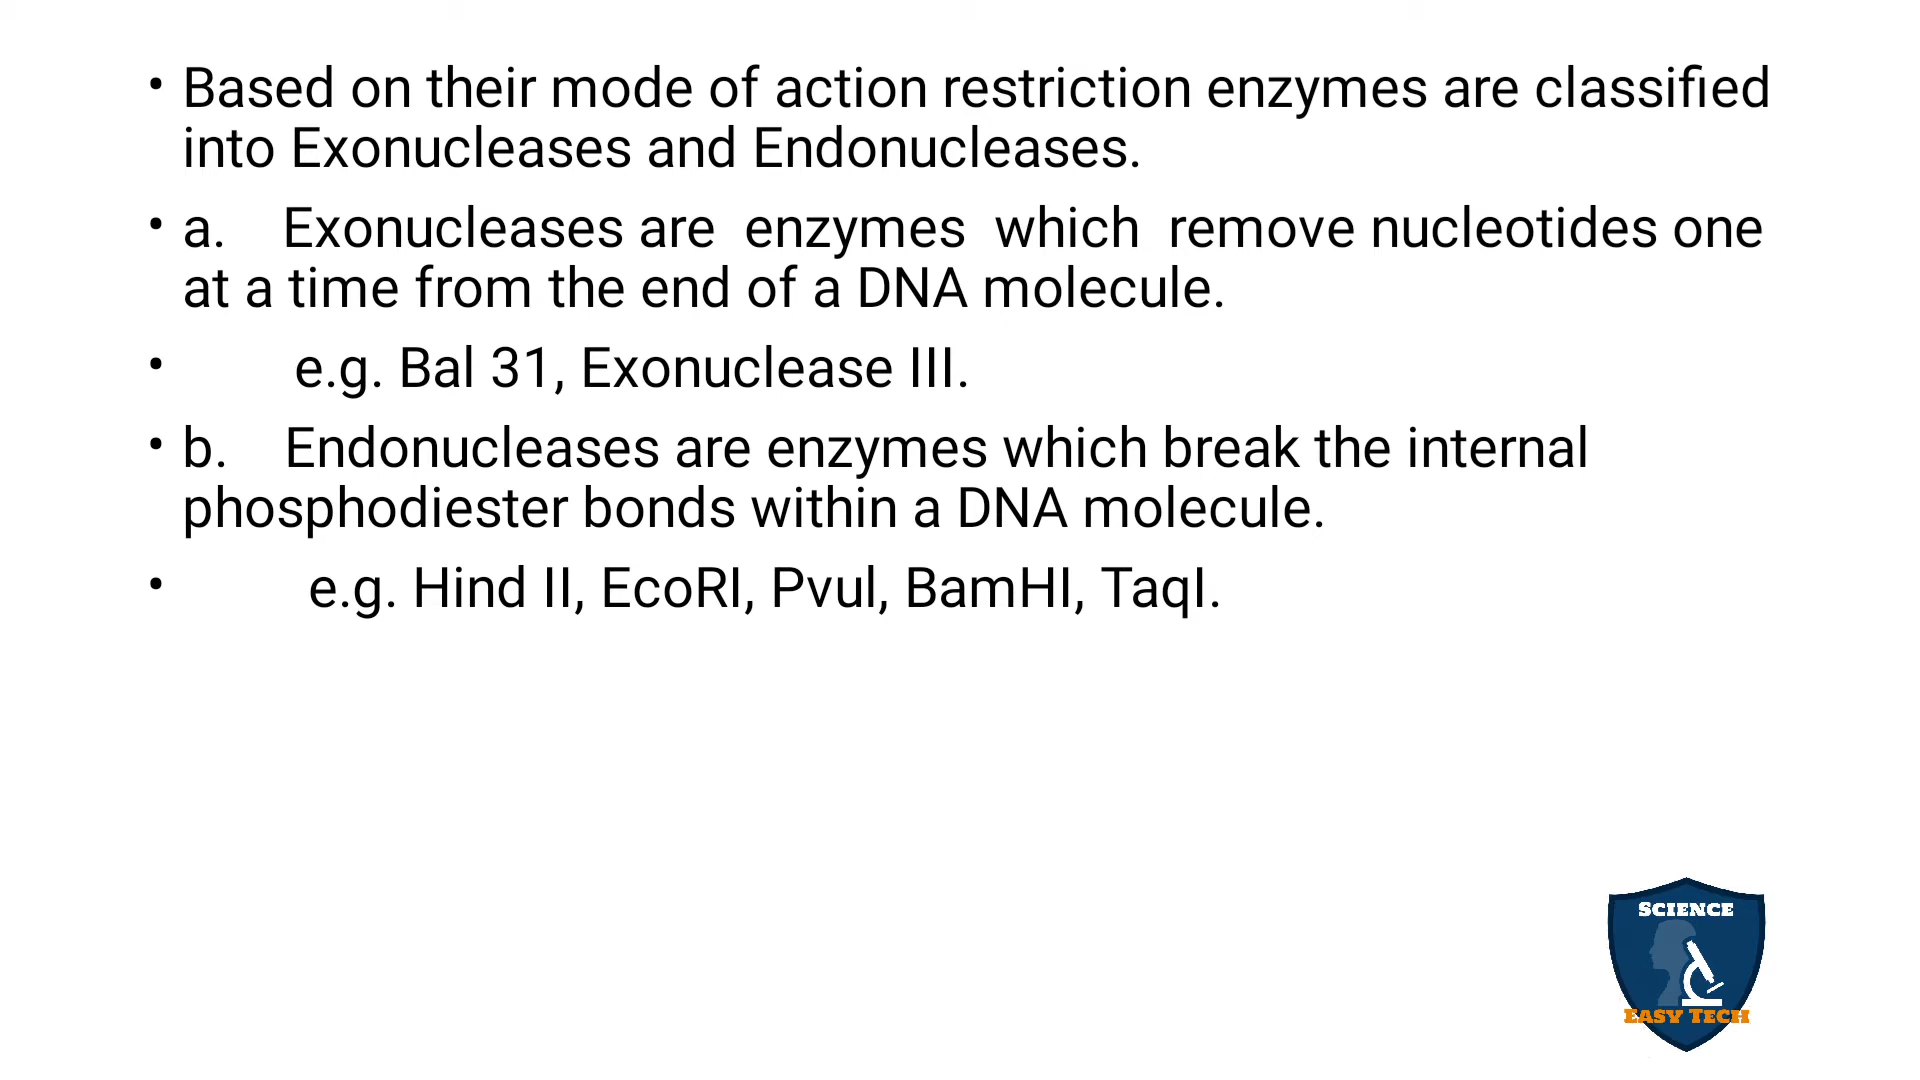 • Based on their mode of action restriction enzymes are classified
into Exonucleases and Endonucleases.
• a. Exonucleases are enzymes which remove nucleotides one
at a time from the end of a DNA molecule.
• e.g. Bal 31, Exonuclease III.
• b. Endonucleases are enzymes which break the internal
phosphodiester bonds within a DNA molecule.
• e.g. Hind II, EcoRI, Pvul, BamHI, TaqI.
SCIENCE
EASY TECH